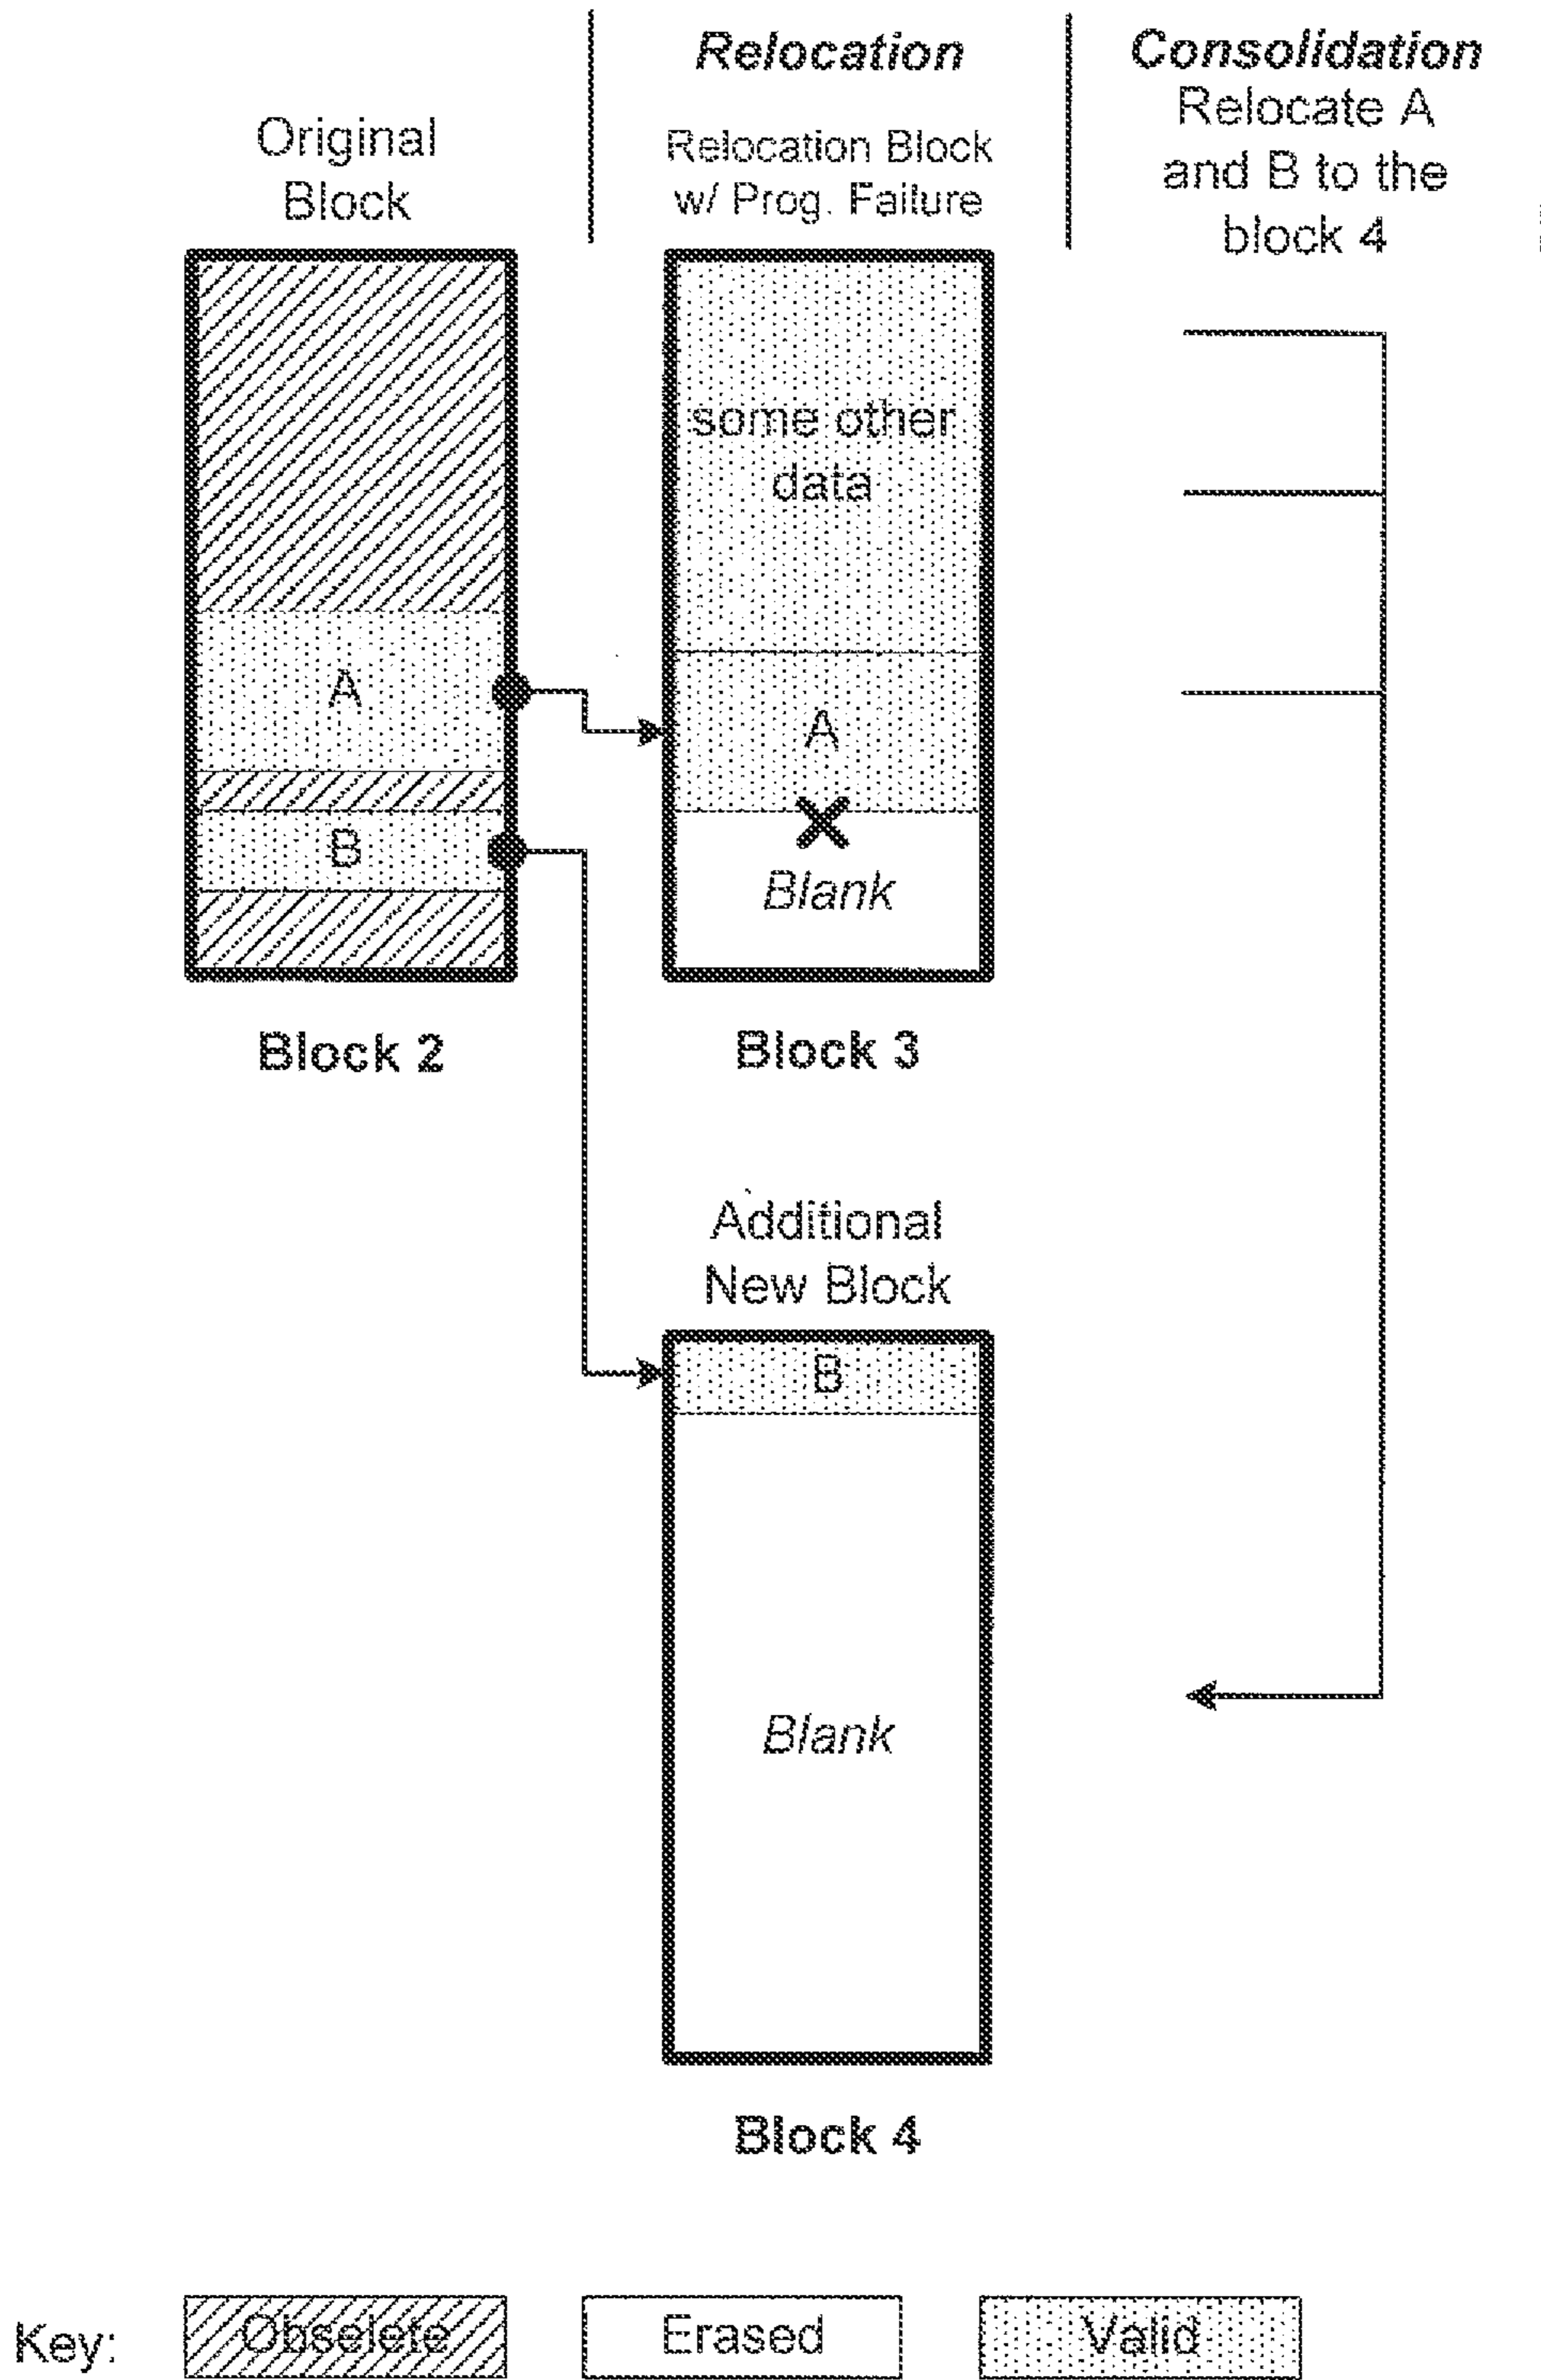 Relocation
Consolidation
Original
Block
Relocation Block
w/ Prog. Failure
Relocate A
and B to the
block 4
some other
data
A
A
B
Blank
Block 2
Block 3
Additional
New Block
B
Blank
Block 4
Key:
Obselete
Erased
Valid